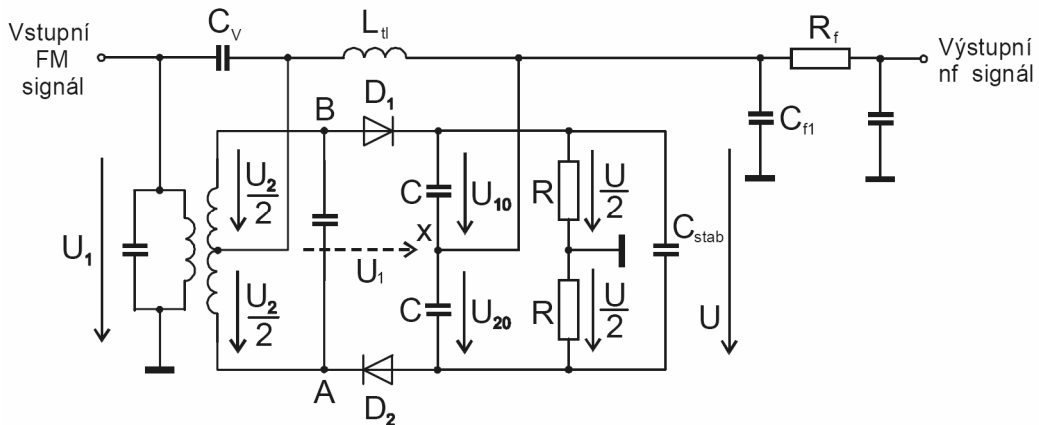 Vstupní
FM
signál
C_V
L_tl
R_f
Výstupní
nf signál
C_f1
B
D_1
U_2/2
C
U_10
R
U/2
U_1
x
C_stab
U_1
U_2/2
C
U_20
R
U/2
U
A
D_2